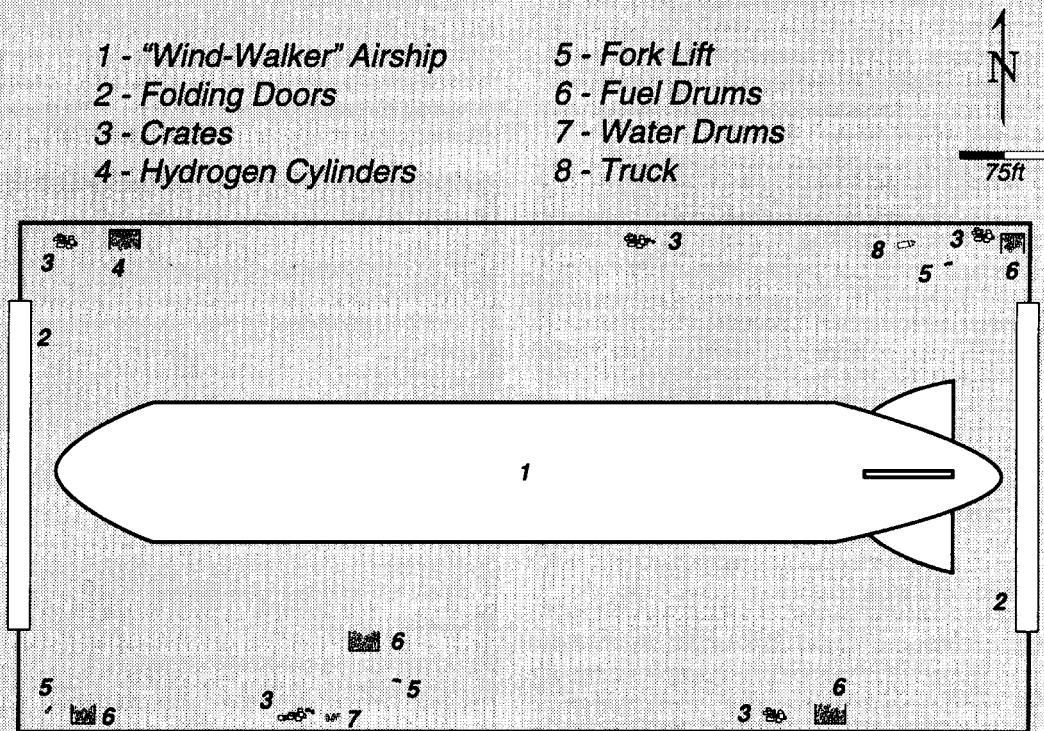 1 - "Wind-Walker" Airship
2 - Folding Doors
3 - Crates
4 - Hydrogen Cylinders
5 - Fork Lift
6 - Fuel Drums
7 - Water Drums
8 - Truck
N
75ft
3
4
3
8
5
3
6
2
1
2
6
5
5
6
3
7
3
6